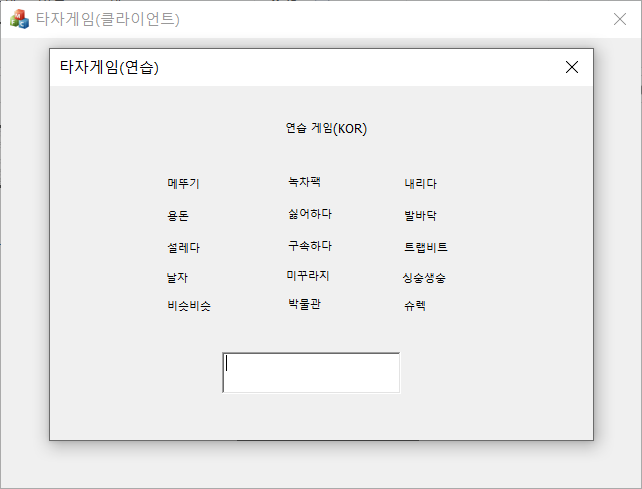 타자게임(클라이언트)
타자게임(연습)
연습 게임(KOR)
메뚜기 녹차팩 내리다
용돈 싫어하다 발바닥
설레다 구속하다 트랩비트
날자 미꾸라지 싱숭생숭
비슷비슷 박물관 슈렉